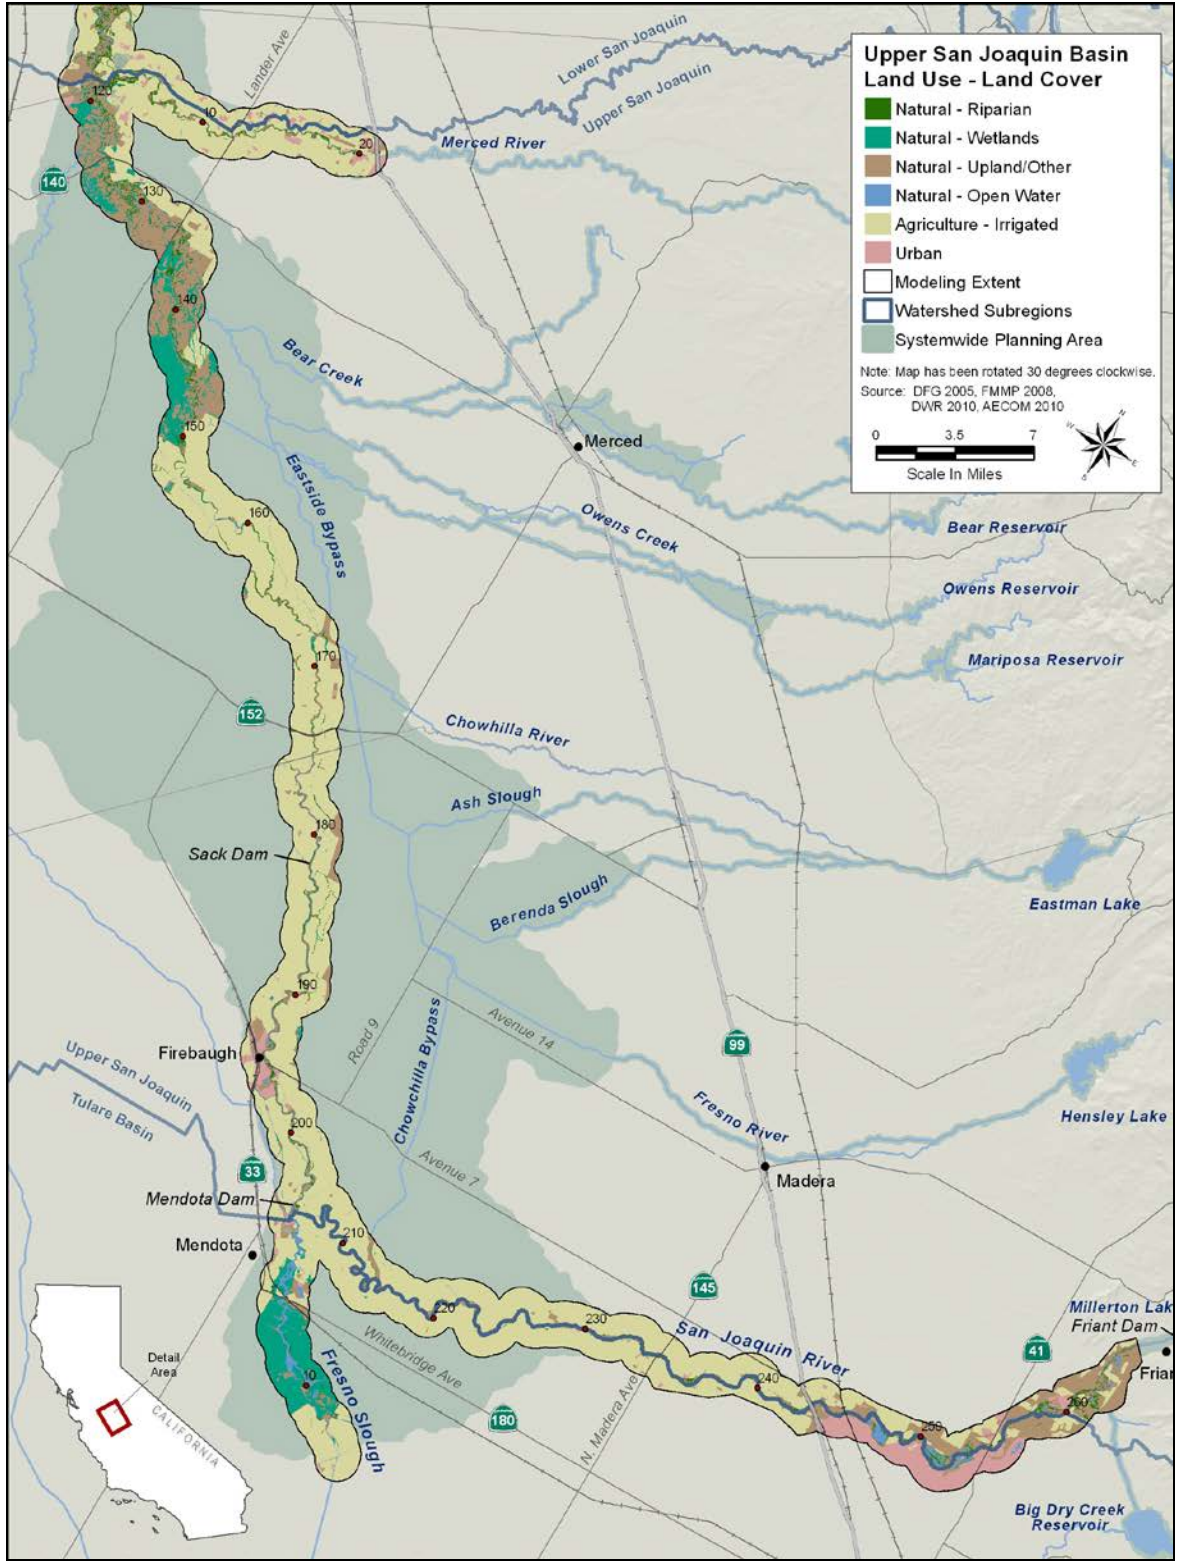 Upper San Joaquin Basin
Land Use - Land Cover
Natural - Riparian
Natural - Wetlands
Natural - Upland/Other
Natural - Open Water
Agriculture - Irrigated
Urban
Modeling Extent
Watershed Subregions
Systemwide Planning Area
Note: Map has been rotated 30 degrees clockwise.
Source: DFG 2005, FMMP 2008,
DWR 2010, AECOM 2010
N
W
E
S
0 3.5 7
Scale In Miles
Lander Ave
Lower San Joaquin
Upper San Joaquin
Merced River
120
10
20
140
130
140
Bear Creek
150
Merced
Eastside Bypass
160
Owens Creek
Bear Reservoir
Owens Reservoir
Mariposa Reservoir
170
152
Chowhilla River
Ash Slough
180
Sack Dam
Berenda Slough
Eastman Lake
190
Road 9
Avenue 14
Chowchilla Bypass
99
Firebaugh
Upper San Joaquin
Tulare Basin
Fresno River
Hensley Lake
200
33
Avenue 7
Madera
Mendota Dam
210
Mendota
145
Millerton Lak
Friant Dam
220
230
San Joaquin River
41
Friar
Whitebridge Ave
240
Detail
Area
10
Fresno Slough
180
N. Madera Ave
250
260
CALIFORNIA
Big Dry Creek
Reservoir